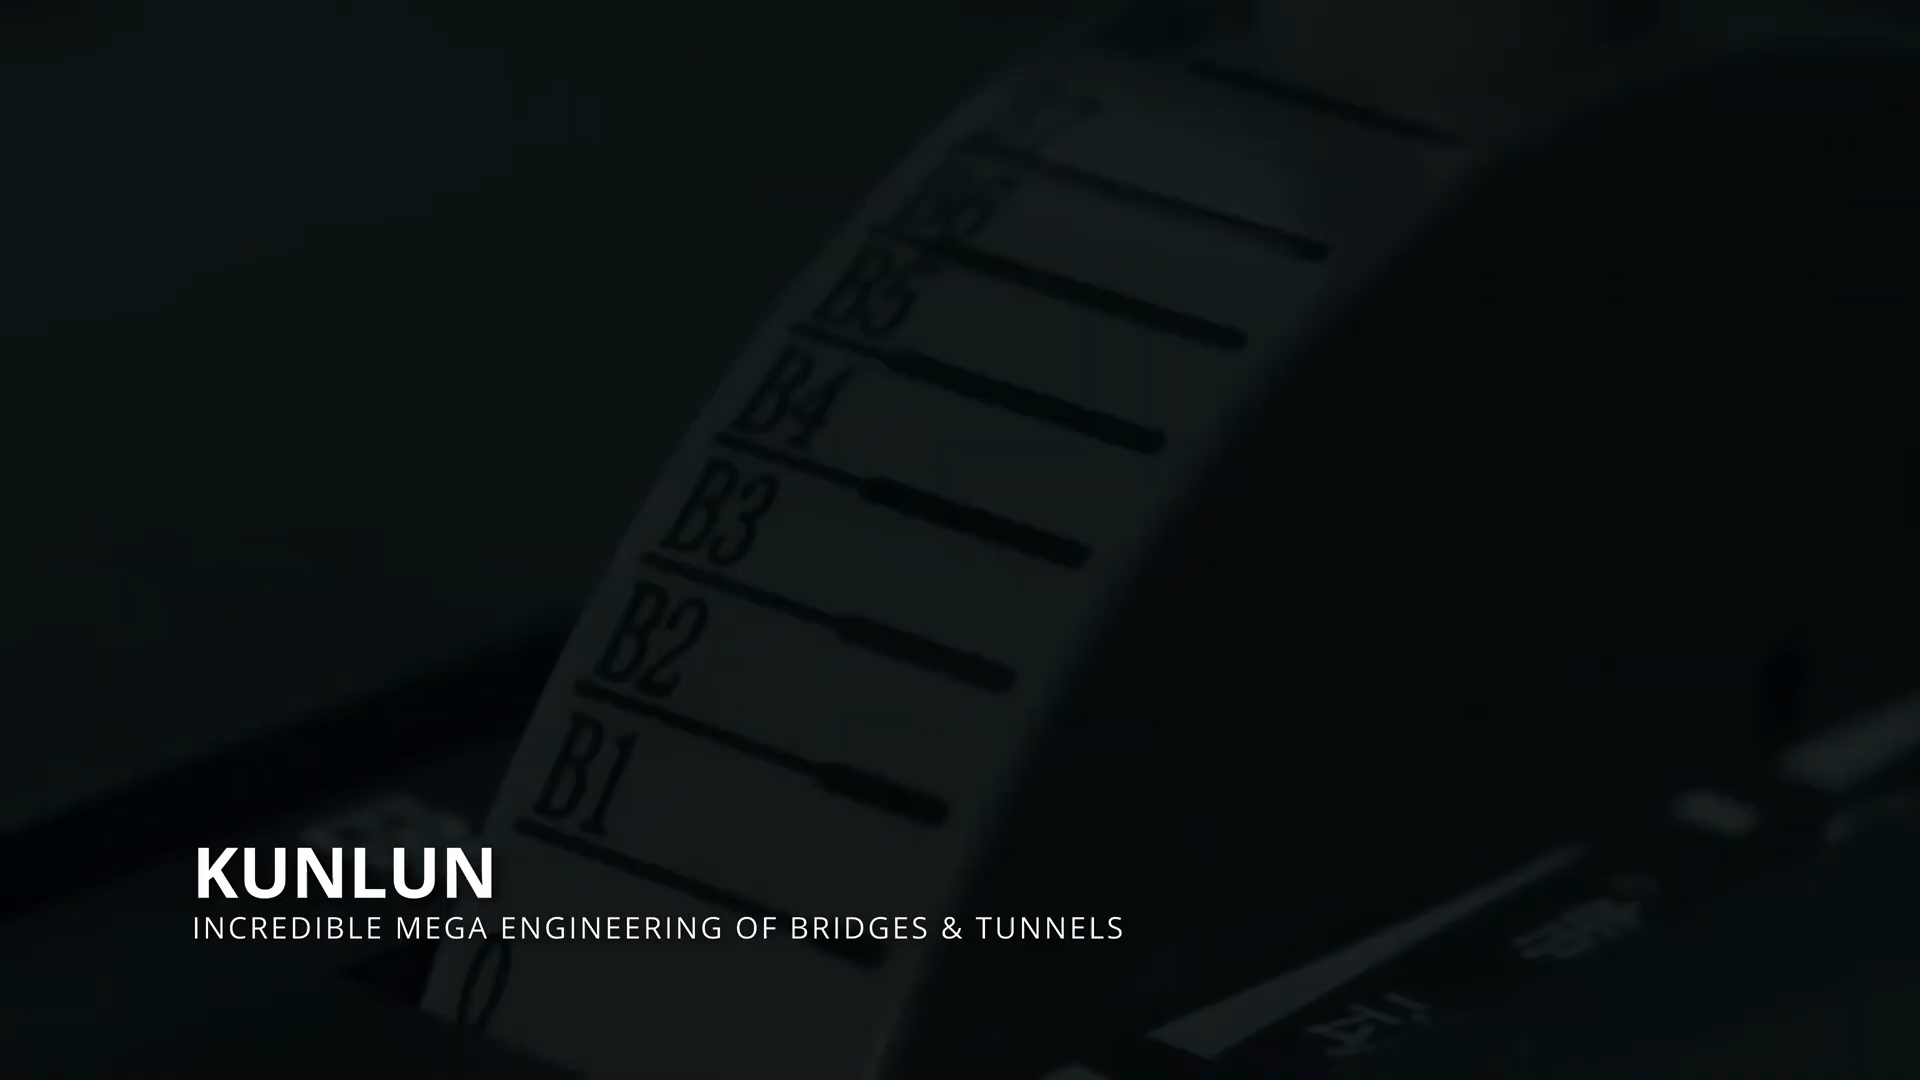 B5
B4
B3
B2
B1
0
KUNLUN
INCREDIBLE MEGA ENGINEERING OF BRIDGES & TUNNELS